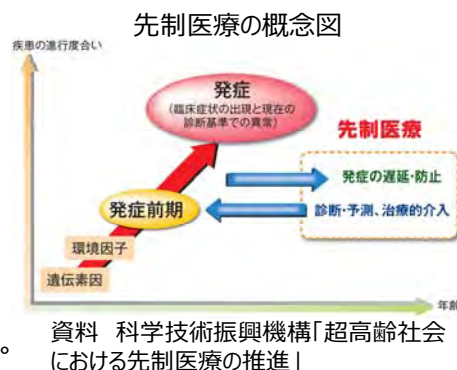 先制医療の概念図
疾患の進行度合い
発症
(臨床症状の出現と現在の
診断基準での異常)
先制医療
発症の遅延・防止
発症前期
診断・予測、治療的介入
環境因子
遺伝素因
年齢
資料 科学技術振興機構「超高齢社会
。
における先制医療の推進」